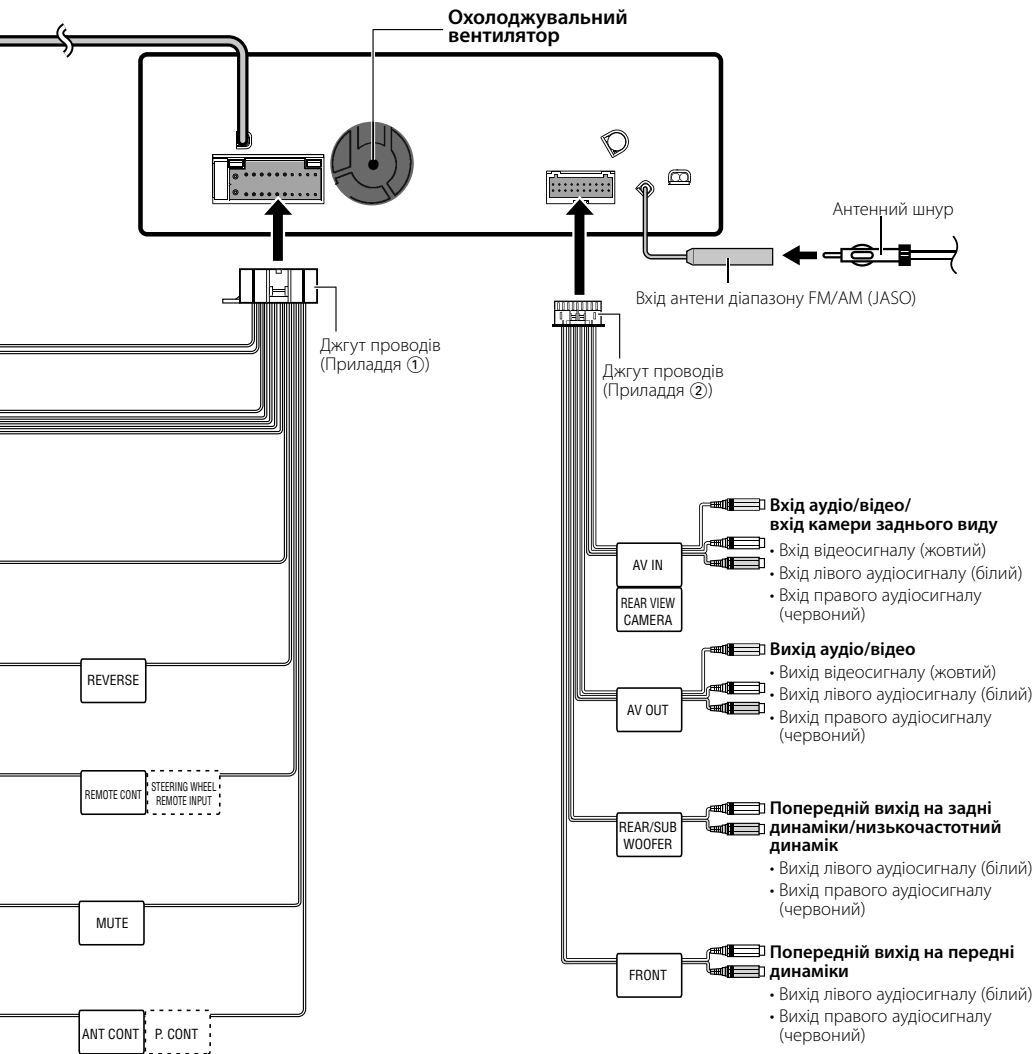 Охолоджувальний
вентилятор
Антенний шнур
Вхід антени діапазону FM/AM (JASO)
Джгут проводів
(Приладдя ①)
Джгут проводів
(Приладдя ②)
AV IN
REAR VIEW
CAMERA
Вхід аудіо/відео/
вхід камери заднього виду
• Вхід відеосигналу (жовтий)
• Вхід лівого аудіосигналу (білий)
• Вхід правого аудіосигналу
(червоний)
REVERSE
AV OUT
Вихід аудіо/відео
• Вихід відеосигналу (жовтий)
• Вихід лівого аудіосигналу (білий)
• Вихід правого аудіосигналу
(червоний)
REMOTE CONT
STEERING WHEEL
REMOTE INPUT
REAR/SUB
WOOFER
Попередній вихід на задні
динаміки/низькочастотний
динамік
• Вихід лівого аудіосигналу (білий)
• Вихід правого аудіосигналу
(червоний)
MUTE
FRONT
Попередній вихід на передні
динаміки
• Вихід лівого аудіосигналу (білий)
• Вихід правого аудіосигналу
(червоний)
ANT CONT
P. CONT